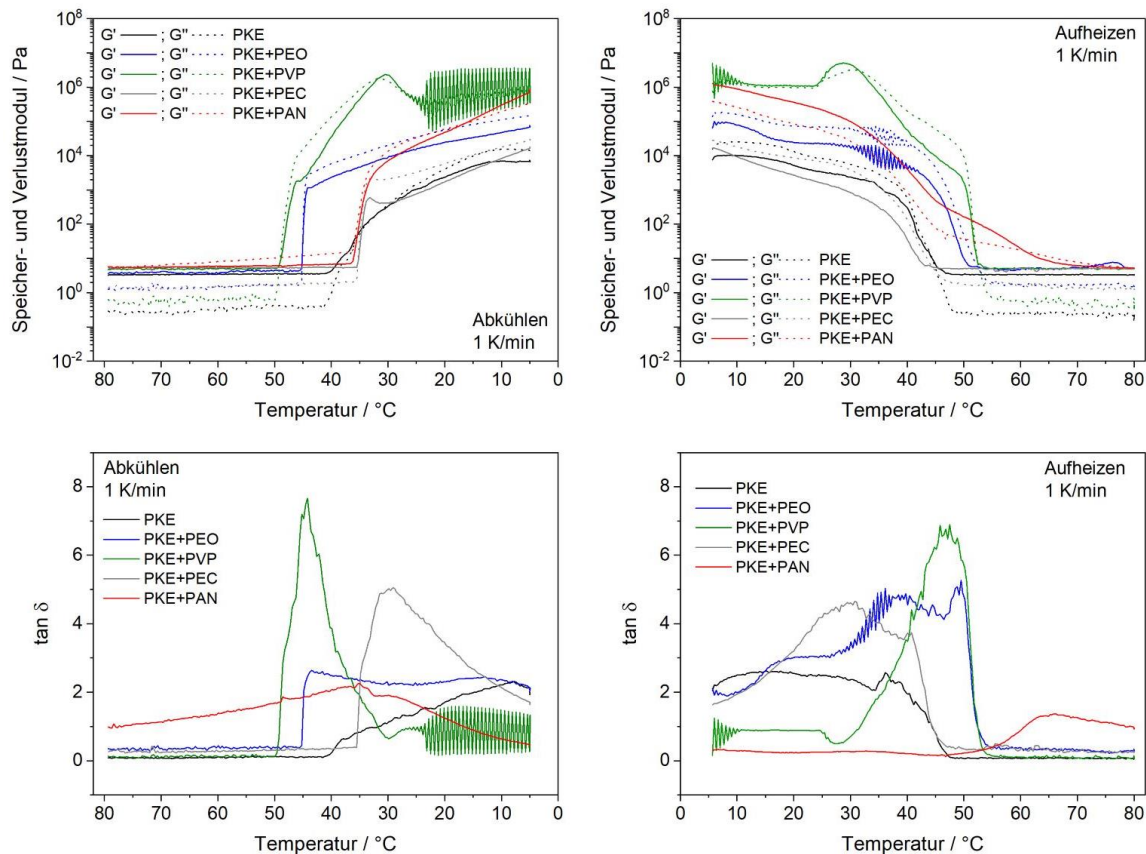 Speicher- und Verlustmodul / Pa
10^8
10^6
10^4
10^2
10^0
10^-2
G' ; G'' PKE
G' ; G'' PKE+PEO
G' ; G'' PKE+PVP
G' ; G'' PKE+PEC
G' ; G'' PKE+PAN
Abkühlen
1 K/min
80 70 60 50 40 30 20 10 0
Temperatur / °C
Speicher- und Verlustmodul / Pa
10^8
10^6
10^4
10^2
10^0
10^-2
Aufheizen
1 K/min
G' ; G'' PKE
G' ; G'' PKE+PEO
G' ; G'' PKE+PVP
G' ; G'' PKE+PEC
G' ; G'' PKE+PAN
0 10 20 30 40 50 60 70 80
Temperatur / °C
tan δ
8
6
4
2
0
Abkühlen
1 K/min
PKE
PKE+PEO
PKE+PVP
PKE+PEC
PKE+PAN
80 70 60 50 40 30 20 10 0
Temperatur / °C
tan δ
8
6
4
2
0
Aufheizen
1 K/min
PKE
PKE+PEO
PKE+PVP
PKE+PEC
PKE+PAN
0 10 20 30 40 50 60 70 80
Temperatur / °C